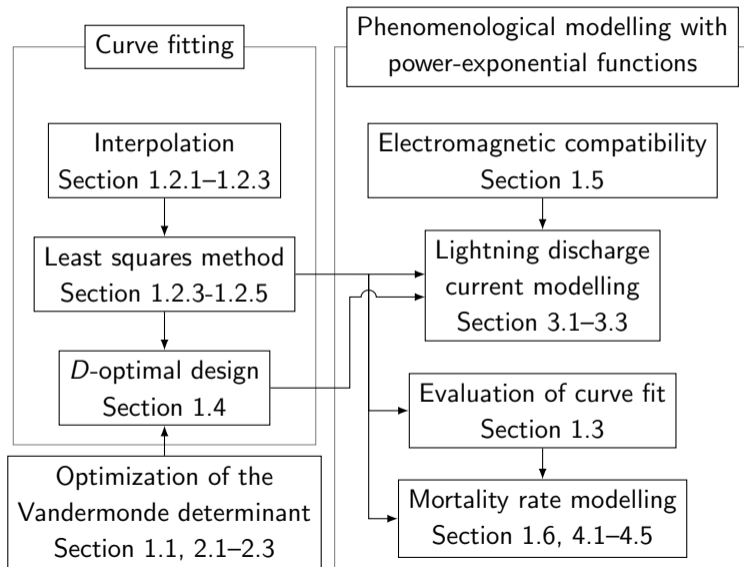 Curve fitting
Interpolation
Section 1.2.1–1.2.3
Least squares method
Section 1.2.3-1.2.5
D-optimal design
Section 1.4
Optimization of the
Vandermonde determinant
Section 1.1, 2.1–2.3
Phenomenological modelling with
power-exponential functions
Electromagnetic compatibility
Section 1.5
Lightning discharge
current modelling
Section 3.1–3.3
Evaluation of curve fit
Section 1.3
Mortality rate modelling
Section 1.6, 4.1–4.5